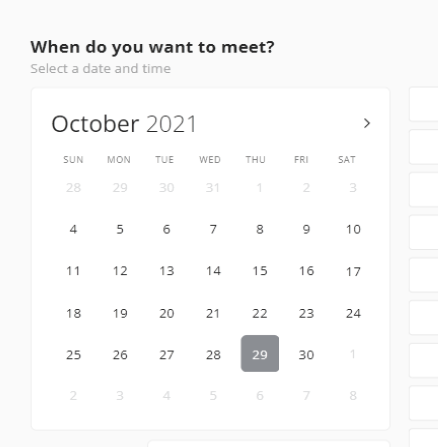 When do you want to meet?
Select a date and time
October 2021
SUN MON TUE WED THU FRI SAT
28 29 30 31 1 2 3
4 5 6 7 8 9 10
11 12 13 14 15 16 17
18 19 20 21 22 23 24
25 26 27 28 29 30 1
2 3 4 5 6 7 8